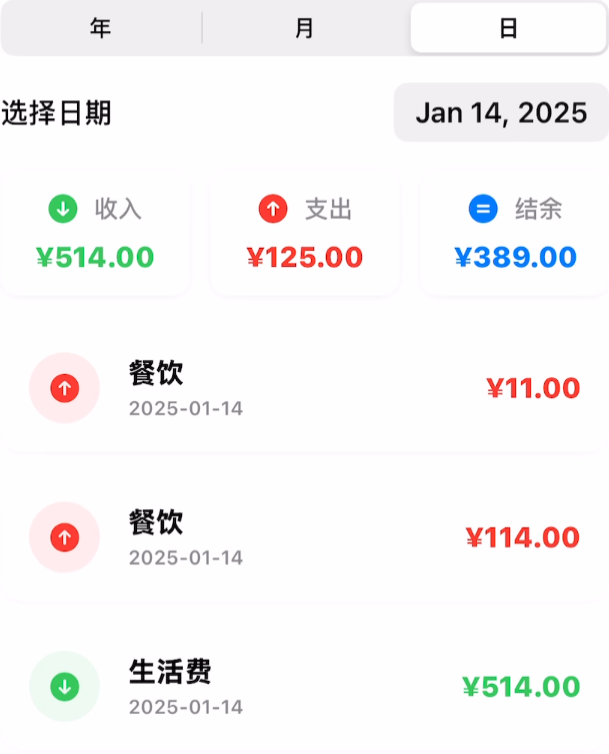 年 月 日
选择日期 Jan 14, 2025
收入 支出 结余
¥514.00 ¥125.00 ¥389.00
餐饮
2025-01-14
¥11.00
餐饮
2025-01-14
¥114.00
生活费
2025-01-14
¥514.00